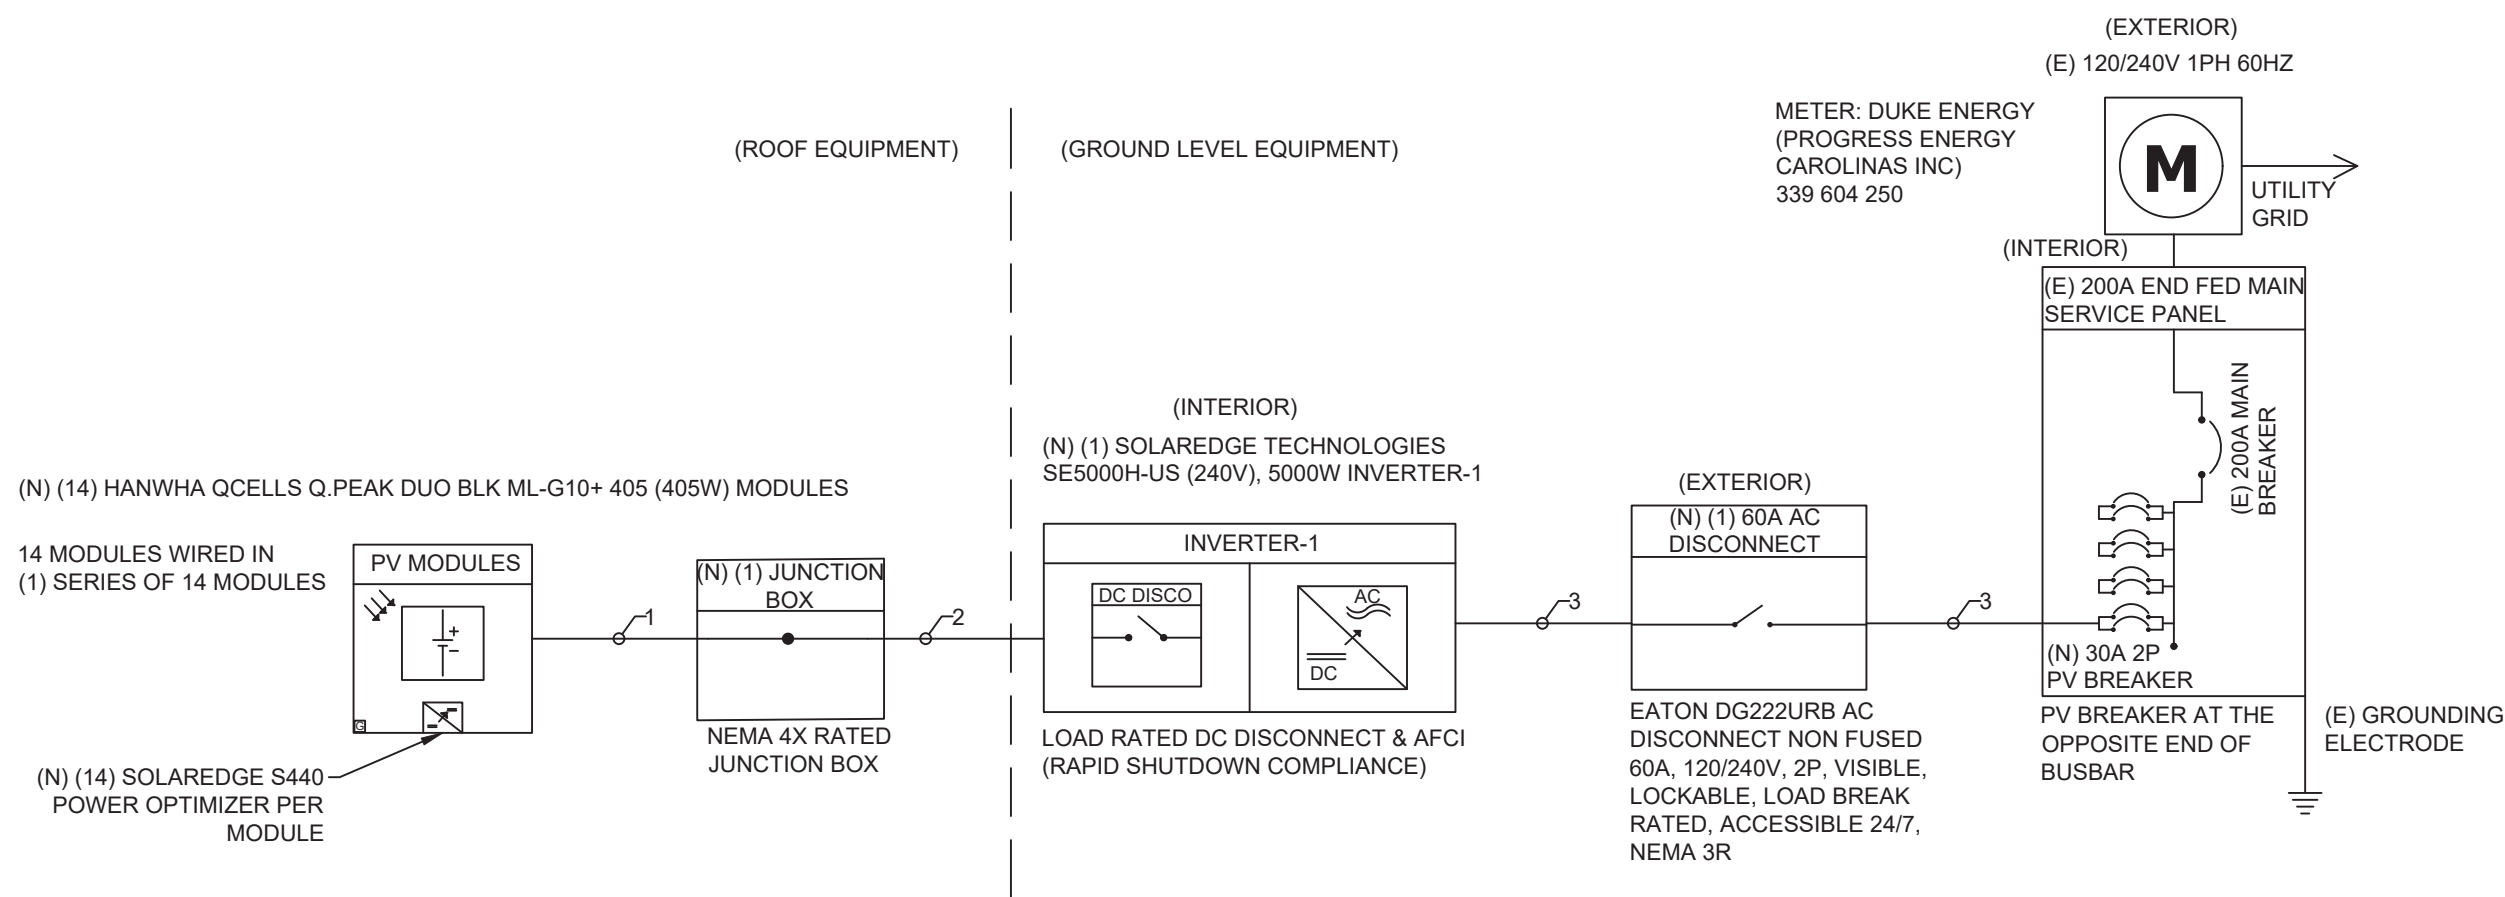 (EXTERIOR)
(E) 120/240V 1PH 60HZ
METER: DUKE ENERGY
(PROGRESS ENERGY
CAROLINAS INC)
339 604 250
M
UTILITY
GRID
(ROOF EQUIPMENT)
(GROUND LEVEL EQUIPMENT)
(INTERIOR)
(E) 200A END FED MAIN
SERVICE PANEL
(E) 200A MAIN
BREAKER
(N) 30A 2P
PV BREAKER
PV BREAKER AT THE
OPPOSITE END OF
BUSBAR
(E) GROUNDING
ELECTRODE
(N) (14) HANWHA QCELLS Q.PEAK DUO BLK ML-G10+ 405 (405W) MODULES
14 MODULES WIRED IN
(1) SERIES OF 14 MODULES
PV MODULES
+
−
G
(N) (14) SOLAREDGE S440
POWER OPTIMIZER PER
MODULE
1
(N) (1) JUNCTION
BOX
NEMA 4X RATED
JUNCTION BOX
2
(INTERIOR)
(N) (1) SOLAREDGE TECHNOLOGIES
SE5000H-US (240V), 5000W INVERTER-1
INVERTER-1
DC DISCO
AC
DC
LOAD RATED DC DISCONNECT & AFCI
(RAPID SHUTDOWN COMPLIANCE)
3
(EXTERIOR)
(N) (1) 60A AC
DISCONNECT
EATON DG222URB AC
DISCONNECT NON FUSED
60A, 120/240V, 2P, VISIBLE,
LOCKABLE, LOAD BREAK
RATED, ACCESSIBLE 24/7,
NEMA 3R
3